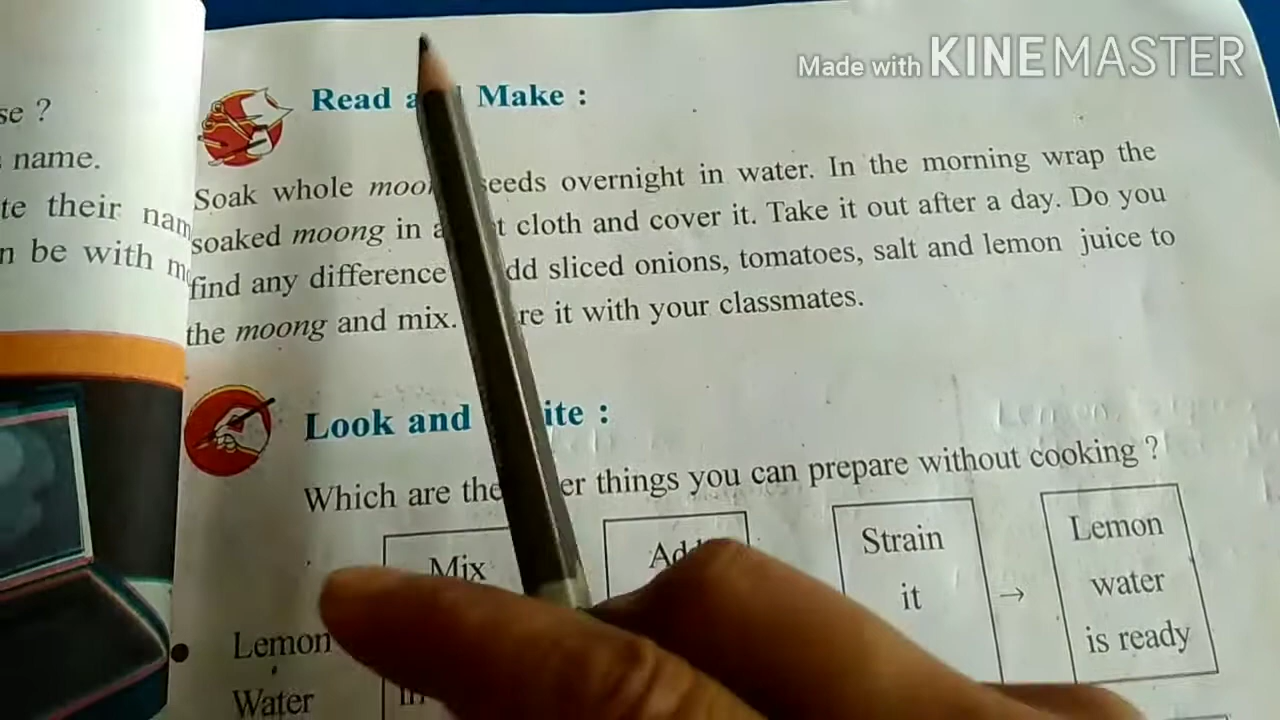 Made with KINEMASTER
se ?
name.
te their nam
n be with m
Read and Make :
Soak whole moong seeds overnight in water. In the morning wrap the
soaked moong in a cloth and cover it. Take it out after a day. Do you
find any difference sliced onions, tomatoes, salt and lemon juice to
the moong and mix. it with your classmates.
Look and :
Which are the things you can prepare without cooking ?
Mix
Strain
it
→
Lemon
water
is ready
Lemon
Water